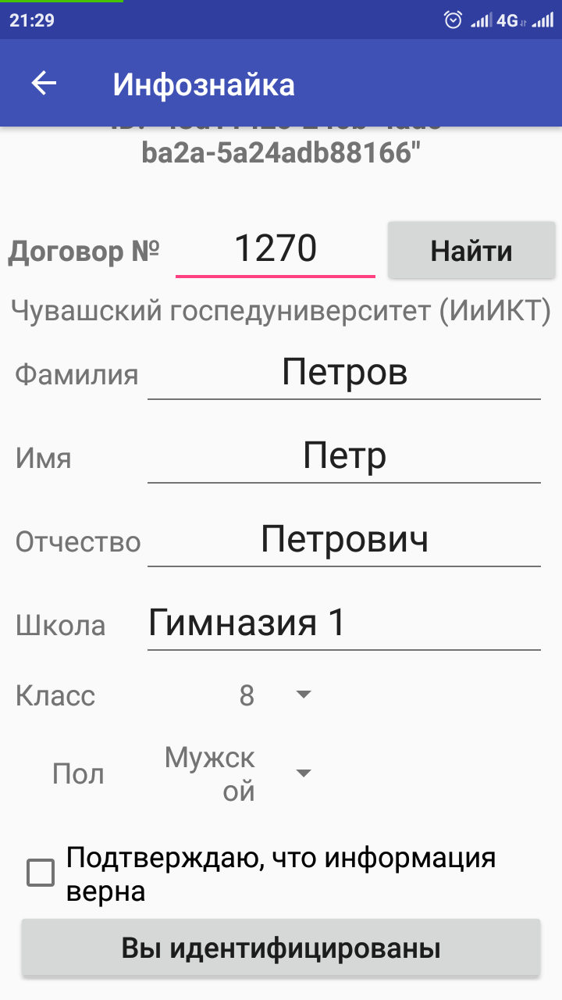 21:29 4G
Инфознайка
ba2a-5a24adb88166"
Договор № 1270 Найти
Чувашский госпедуниверситет (ИиИКТ)
Фамилия Петров
Имя Петр
Отчество Петрович
Школа Гимназия 1
Класс 8
Пол Мужск
ой
Подтверждаю, что информация
верна
Вы идентифицированы